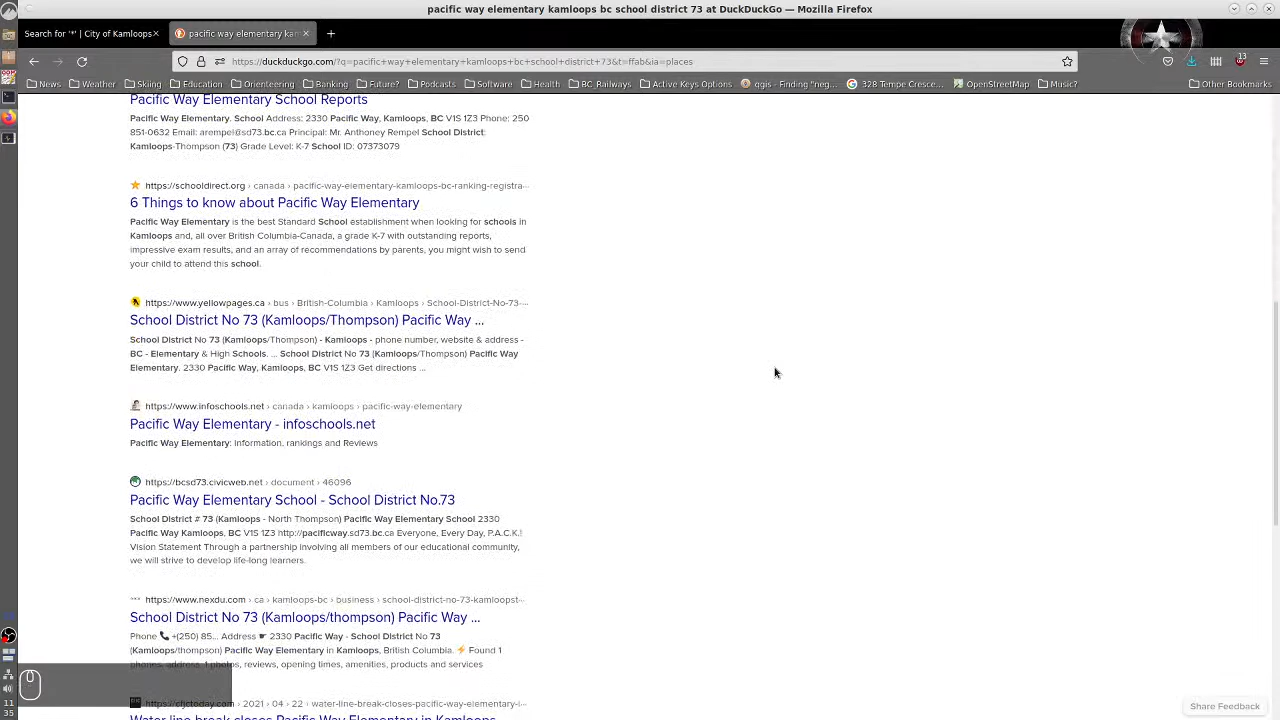 pacific way elementary kamloops bc school district 73 at DuckDuckGo — Mozilla Firefox
Search for '*' | City of Kamloops
pacific way elementary kam
https://duckduckgo.com/?q=pacific+way+elementary+kamloops+bc+school+district+73&t=ffab&ia=places
13
News Weather Skiing Education Orienteering Banking Future? Podcasts Software Health BC_Railways Active Keys Options qgis - Finding "neg... 328 Tempe Cresce... OpenStreetMap Music? Other Bookmarks
Pacific Way Elementary School Reports
Pacific Way Elementary. School Address: 2330 Pacific Way, Kamloops, BC V1S 1Z3 Phone: 250
851-0632 Email: arempel@sd73.bc.ca Principal: Mr. Anthoney Rempel School District:
Kamloops-Thompson (73) Grade Level: K-7 School ID: 07373079
https://schooldirect.org › canada › pacific-way-elementary-kamloops-bc-ranking-registra...
6 Things to know about Pacific Way Elementary
Pacific Way Elementary is the best Standard School establishment when looking for schools in
Kamloops and, all over British Columbia-Canada, a grade K-7 with outstanding reports,
impressive exam results, and an array of recommendations by parents, you might wish to send
your child to attend this school.
https://www.yellowpages.ca › bus › British-Columbia › Kamloops › School-District-No-73-...
School District No 73 (Kamloops/Thompson) Pacific Way ...
School District No 73 (Kamloops/Thompson) - Kamloops - phone number, website & address -
BC - Elementary & High Schools. ... School District No 73 (Kamloops/Thompson) Pacific Way
Elementary. 2330 Pacific Way, Kamloops, BC V1S 1Z3 Get directions ...
https://www.infoschools.net › canada › kamloops › pacific-way-elementary
Pacific Way Elementary - infoschools.net
Pacific Way Elementary: information, rankings and Reviews
https://bcsd73.civicweb.net › document › 46096
Pacific Way Elementary School - School District No.73
School District # 73 (Kamloops - North Thompson) Pacific Way Elementary School 2330
Pacific Way Kamloops, BC V1S 1Z3 http://pacificway.sd73.bc.ca Everyone, Every Day, P.A.C.K.!
Vision Statement Through a partnership involving all members of our educational community,
we will strive to develop life-long learners.
https://www.nexdu.com › ca › kamloops-bc › business › school-district-no-73-kamloopst...
School District No 73 (Kamloops/thompson) Pacific Way ...
Phone +(250) 85... Address 2330 Pacific Way - School District No 73
(Kamloops/thompson) Pacific Way Elementary in Kamloops, British Columbia. Found 1
phones, address, 1 photos, reviews, opening times, amenities, products and services
https://cfjctoday.com › 2021 › 04 › 22 › water-line-break-closes-pacific-way-elementary-i...
Water line break closes Pacific Way Elementary in Kamloops
Share Feedback
11
35